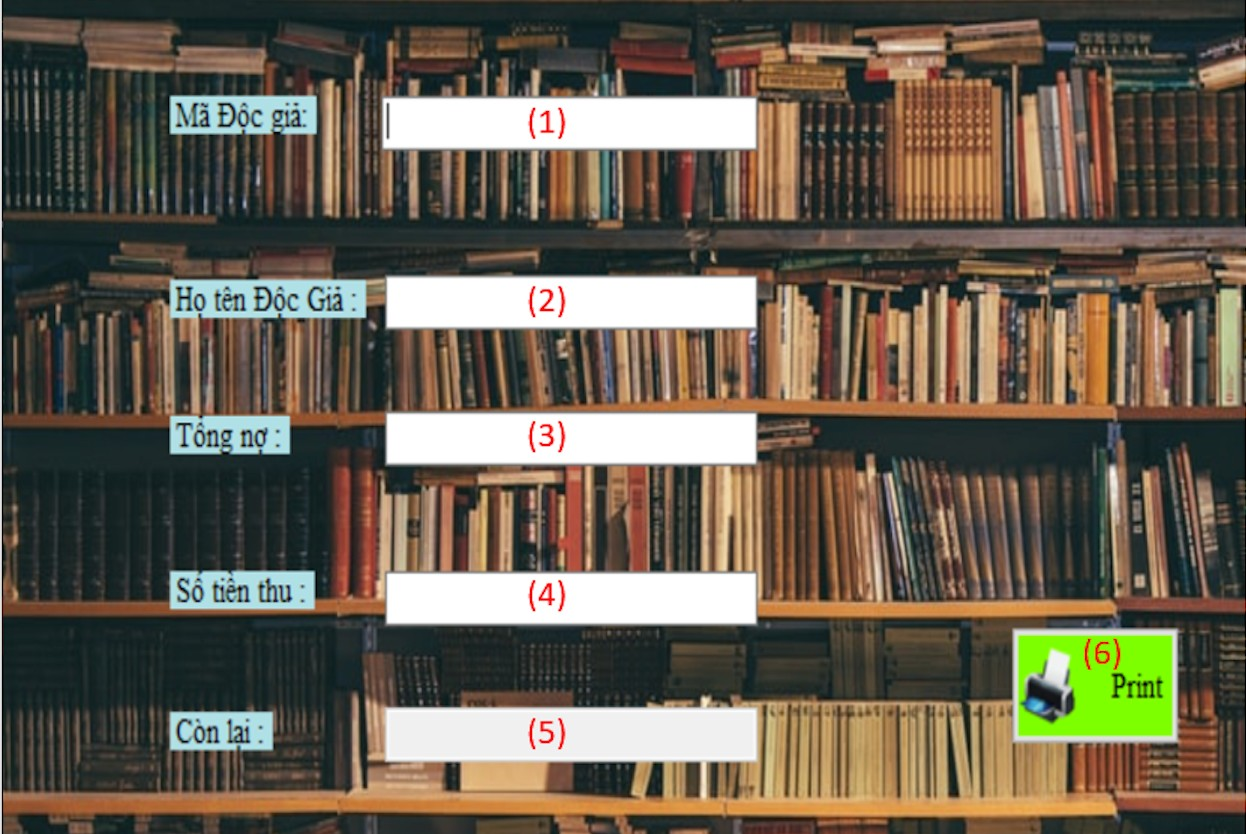 Mã Độc giả:
(1)
Họ tên Độc Giả :
(2)
Tổng nợ :
(3)
Số tiền thu :
(4)
(6)
Print
Còn lại :
(5)